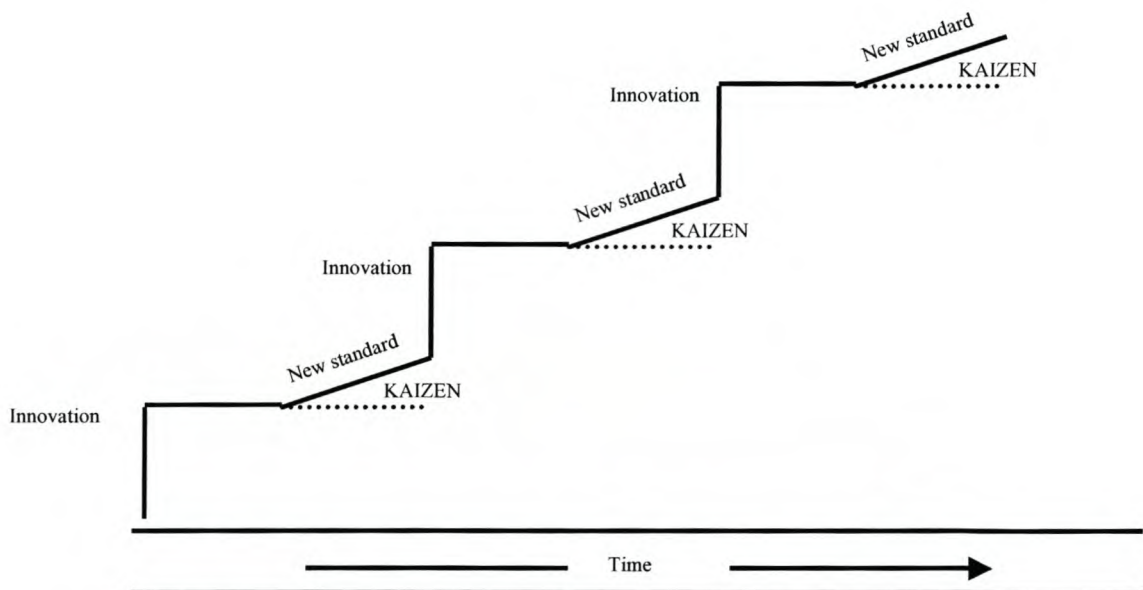 New standard
KAIZEN
Innovation
New standard
KAIZEN
Innovation
New standard
KAIZEN
Innovation
Time